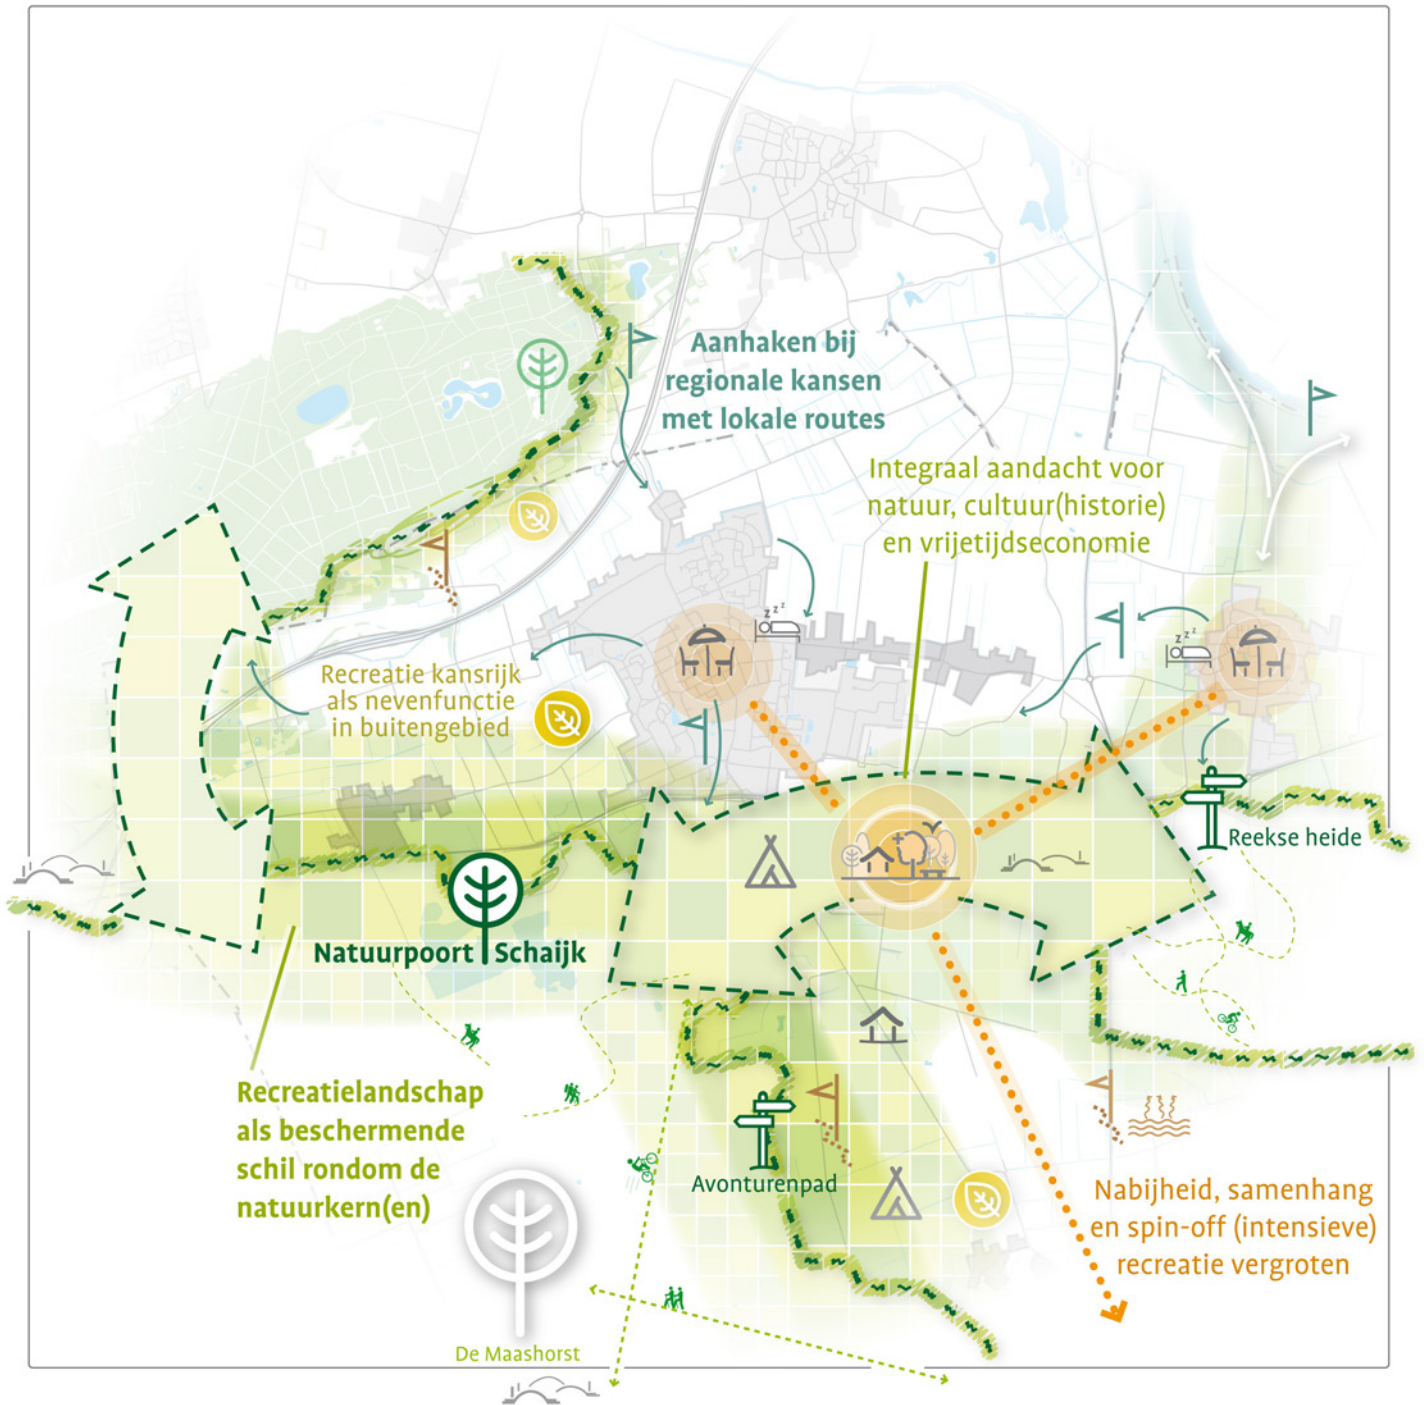 Aanhaken bij
regionale kansen
met lokale routes
Integraal aandacht voor
natuur, cultuur(historie)
en vrijetijdseconomie
z z z
z z z
Recreatie kansrijk
als nevenfunctie
in buitengebied
Reekse heide
Natuurpoort Schaijk
Recreatielandschap
als beschermende
schil rondom de
natuurkern(en)
Avonturenpad
Nabijheid, samenhang
en spin-off (intensieve)
recreatie vergroten
De Maashorst